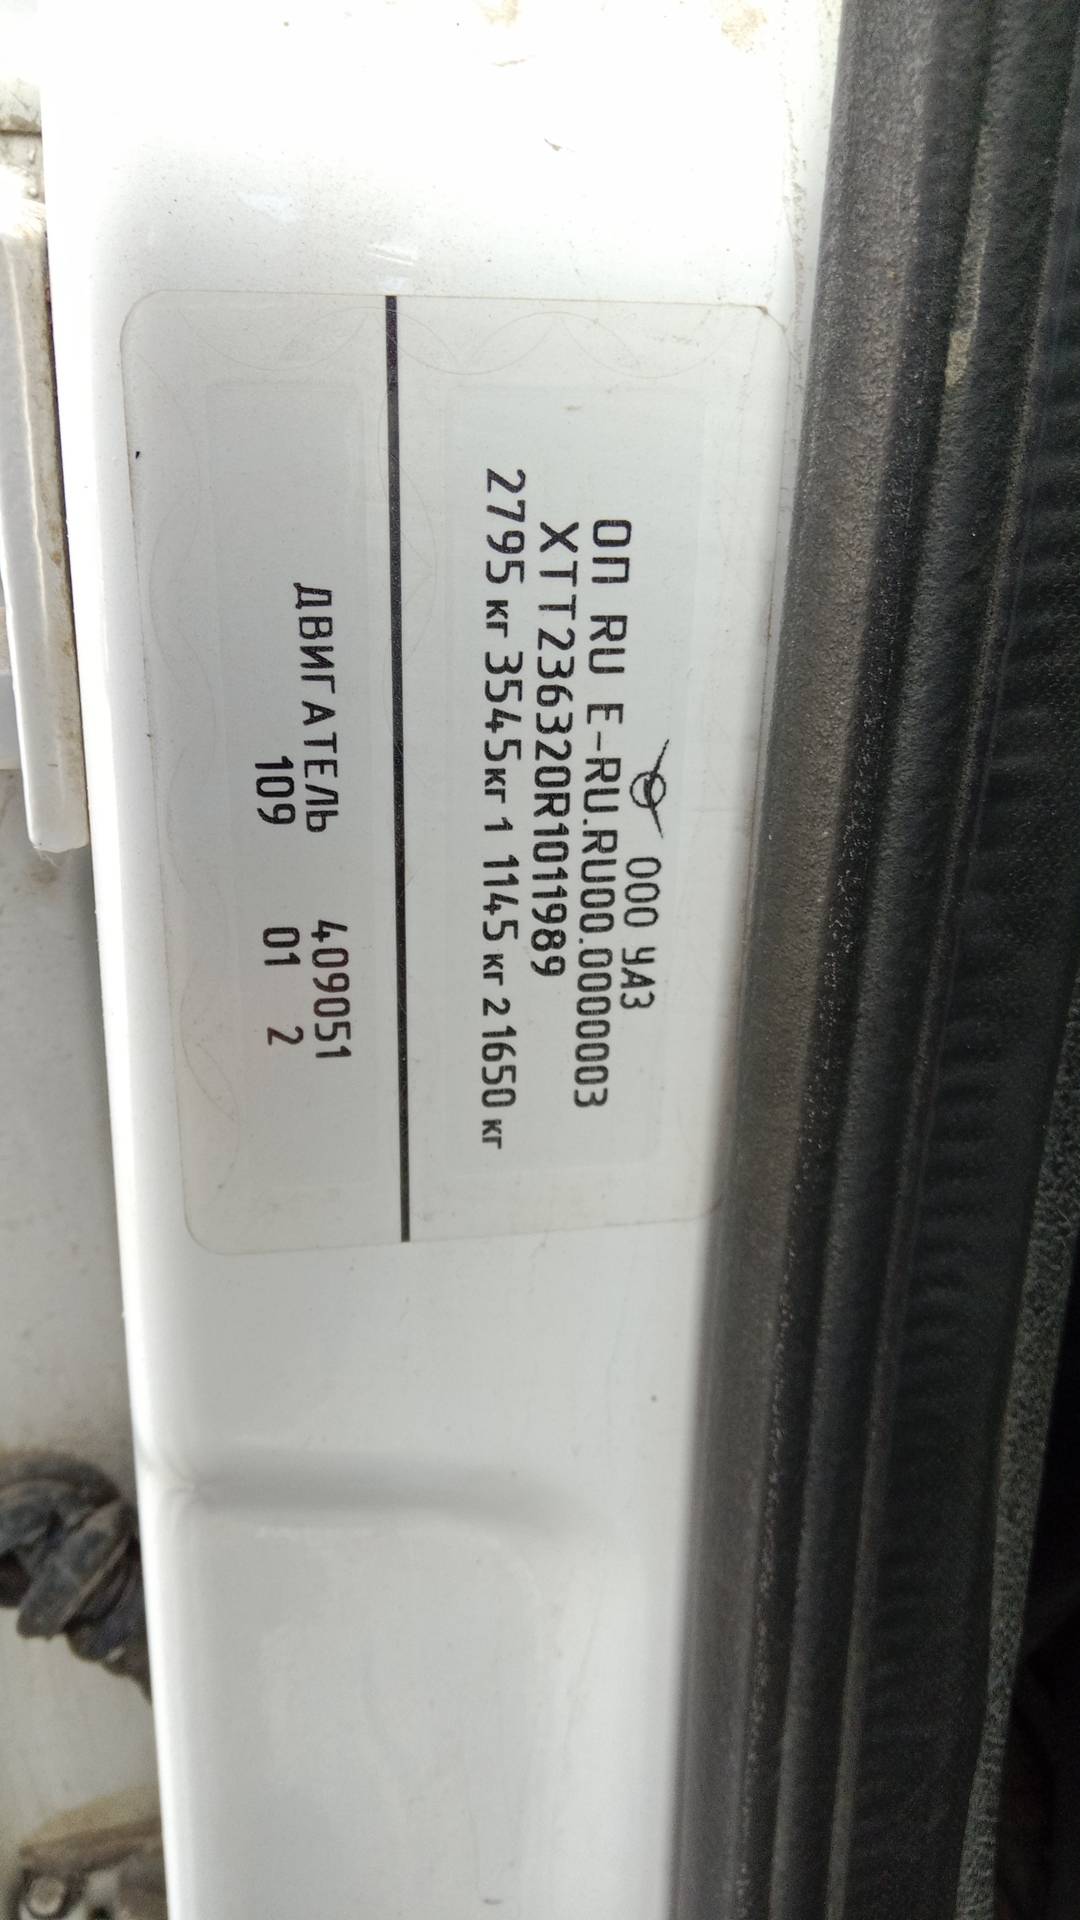 ООО УАЗ
ОП RU E-RU.RU00.0000003
XTT236320R1011989
2795 кг 3545кг 1 1145 кг 2 1650 кг
ДВИГАТЕЛЬ 409051
109 01 2